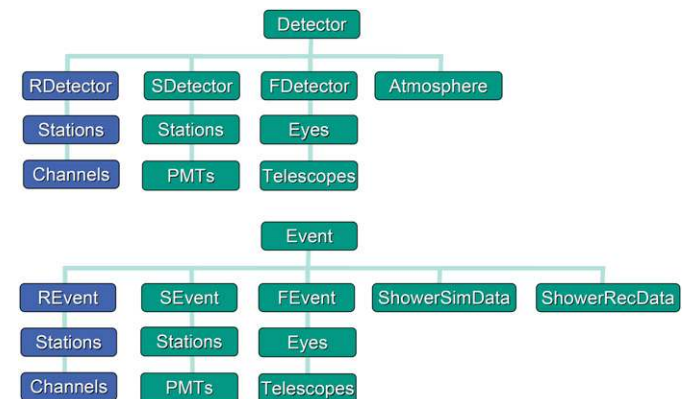 Detector
RDetector SDetector FDetector Atmosphere
Stations Stations Eyes
Channels PMTs Telescopes
Event
REvent SEvent FEvent ShowerSimData ShowerRecData
Stations Stations Eyes
Channels PMTs Telescopes